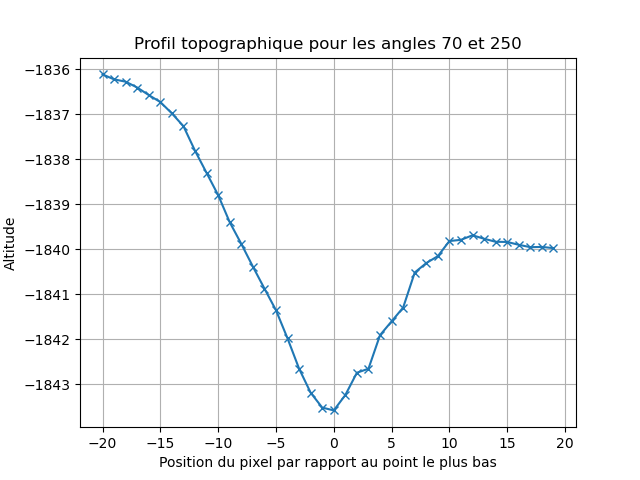 Profil topographique pour les angles 70 et 250
−1836
−1837
−1838
−1839
−1840
−1841
−1842
−1843
Altitude
−20 −15 −10 −5 0 5 10 15 20
Position du pixel par rapport au point le plus bas